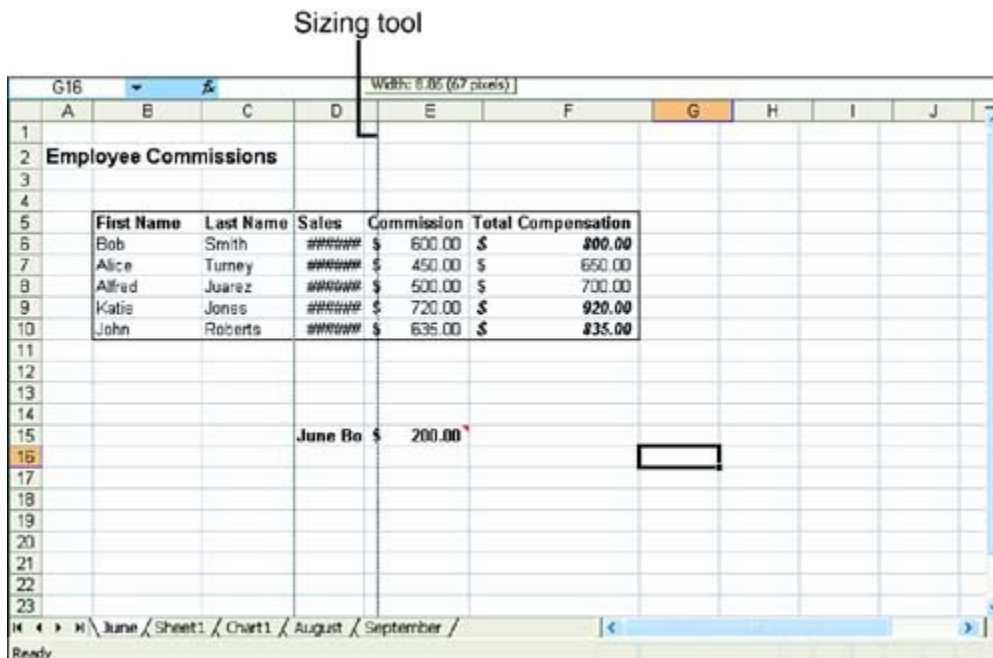 Sizing tool
G16 fx Width: 8.86 (67 pixels)
A B C D E F G H I J
1
2 Employee Commissions
3
4
5 First Name Last Name Sales Commission Total Compensation
6 Bob Smith ###### $ 600.00 $ 800.00
7 Alice Turney ###### $ 450.00 $ 650.00
8 Alfred Juarez ###### $ 500.00 $ 700.00
9 Katie Jones ###### $ 720.00 $ 920.00
10 John Roberts ###### $ 635.00 $ 835.00
11
12
13
14
15 June Bo $ 200.00
16
17
18
19
20
21
22
23
June / Sheet1 / Chart1 / August / September /
Ready